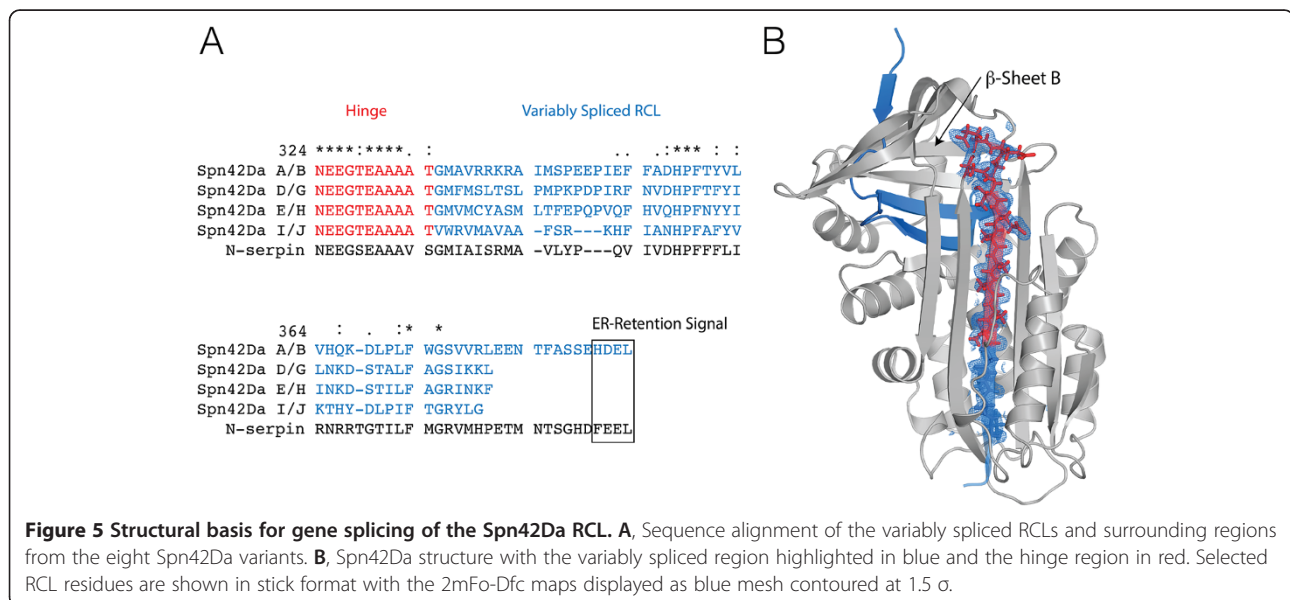 A
B
β-Sheet B
Hinge Variably Spliced RCL
324 ****:****. : .. .:*** : :
Spn42Da A/B NEEGTEAAAA TGMAVRRKRA IMSPEEPIEF FADHPFTYVL
Spn42Da D/G NEEGTEAAAA TGMFMSLTSL PMPKPDPIRF NVDHPFTFYI
Spn42Da E/H NEEGTEAAAA TGMVMCYASM LTFEPQPVQF HVQHPFNYYI
Spn42Da I/J NEEGTEAAAA TVWRVMAVAA -FSR---KHF IANHPFAFYV
N-serpin NEEGSEAAAV SGMIAISRMA -VLYP---QV IVDHPFFFLI
364 : . :* *
ER-Retention Signal
Spn42Da A/B VHQK-DLPLF WGSVVRLEEN TFASSEHDEL
Spn42Da D/G LNKD-STALF AGSIKKL
Spn42Da E/H INKD-STILF AGRINKF
Spn42Da I/J KTHY-DLPIF TGRYLG
N-serpin RNRRTGTILF MGRVMHPETM NTSGHDFEEL
Figure 5 Structural basis for gene splicing of the Spn42Da RCL. A, Sequence alignment of the variably spliced RCLs and surrounding regions
from the eight Spn42Da variants. B, Spn42Da structure with the variably spliced region highlighted in blue and the hinge region in red. Selected
RCL residues are shown in stick format with the 2mFo-Dfc maps displayed as blue mesh contoured at 1.5 σ.